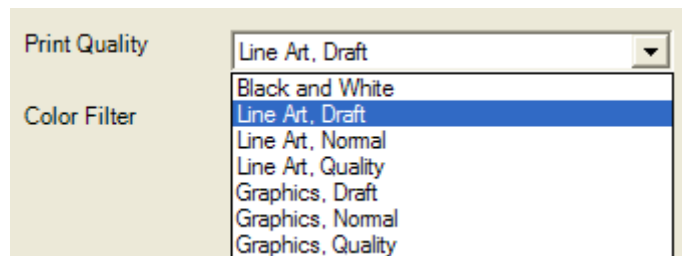 Print Quality
Line Art, Draft
Black and White
Color Filter
Line Art, Draft
Line Art, Normal
Line Art, Quality
Graphics, Draft
Graphics, Normal
Graphics, Quality